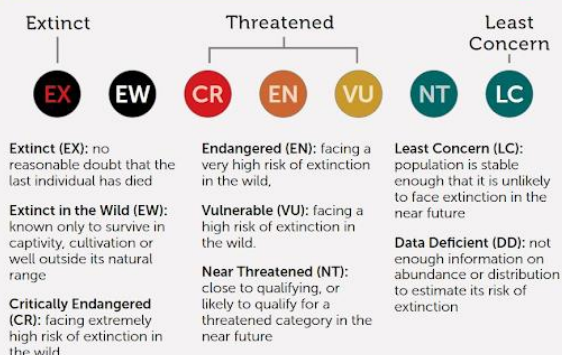 Extinct
Threatened
Least
Concern
EX
EW
CR
EN
VU
NT
LC
Extinct (EX): no
reasonable doubt that the
last individual has died
Extinct in the Wild (EW):
known only to survive in
captivity, cultivation or
well outside its natural
range
Critically Endangered
(CR): facing extremely
high risk of extinction in
the wild
Endangered (EN): facing a
very high risk of extinction
in the wild,
Vulnerable (VU): facing a
high risk of extinction in
the wild.
Near Threatened (NT):
close to qualifying, or
likely to qualify for a
threatened category in the
near future
Least Concern (LC):
population is stable
enough that it is unlikely
to face extinction in the
near future
Data Deficient (DD): not
enough information on
abundance or distribution
to estimate its risk of
extinction